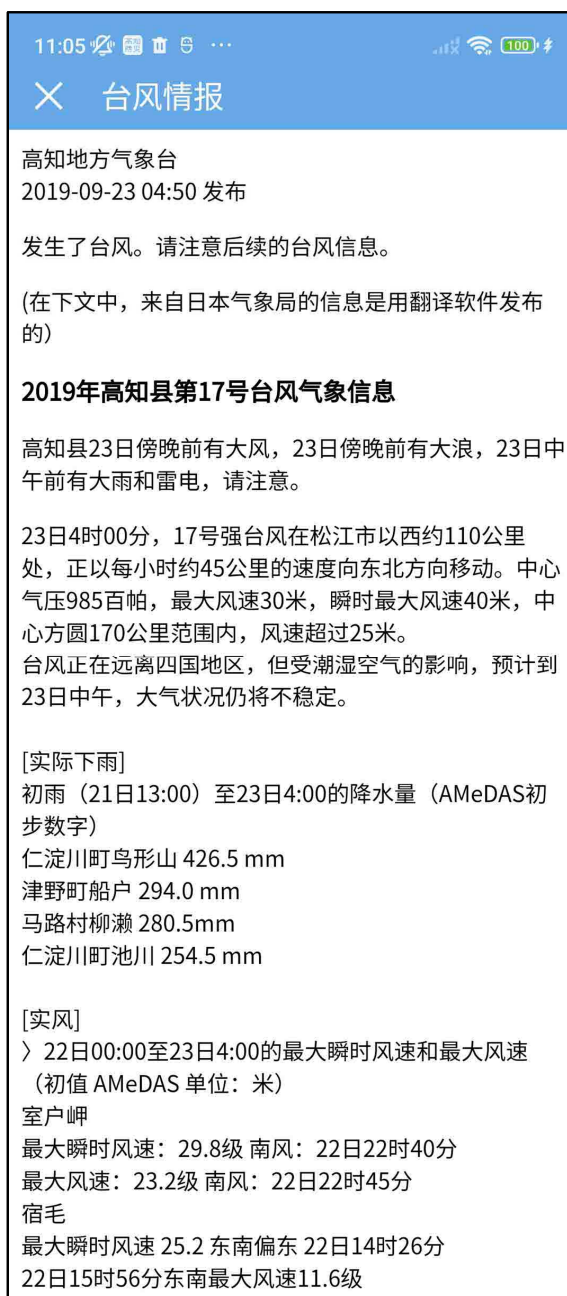 11:05
100
台风情报
高知地方气象台
2019-09-23 04:50 发布
发生了台风。请注意后续的台风信息。
(在下文中，来自日本气象局的信息是用翻译软件发布
的）
2019年高知县第17号台风气象信息
高知县23日傍晚前有大风，23日傍晚前有大浪，23日中
午前有大雨和雷电，请注意。
23日4时00分，17号强台风在松江市以西约110公里
处，正以每小时约45公里的速度向东北方向移动。中心
气压985百帕，最大风速30米，瞬时最大风速40米，中
心方圆170公里范围内，风速超过25米。
台风正在远离四国地区，但受潮湿空气的影响，预计到
23日中午，大气状况仍将不稳定。
[实际下雨]
初雨（21日13:00）至23日4:00的降水量（AMeDAS初
步数字）
仁淀川町鸟形山 426.5 mm
津野町船户 294.0 mm
马路村柳濑 280.5mm
仁淀川町池川 254.5 mm
[实风]
〉22日00:00至23日4:00的最大瞬时风速和最大风速
（初值 AMeDAS 单位：米）
室户岬
最大瞬时风速：29.8级 南风：22日22时40分
最大风速：23.2级 南风：22日22时45分
宿毛
最大瞬时风速 25.2 东南偏东 22日14时26分
22日15时56分东南最大风速11.6级